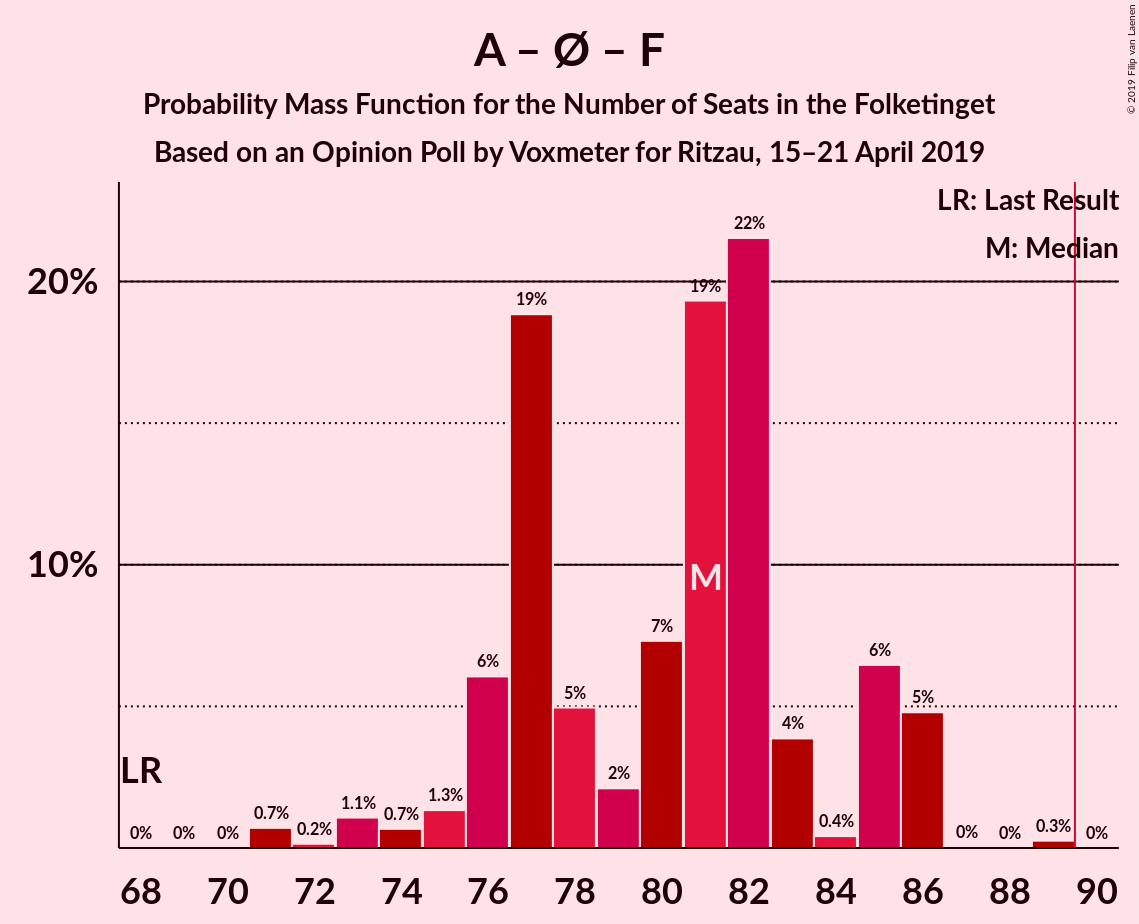 A – Ø – F
Probability Mass Function for the Number of Seats in the Folketinget
Based on an Opinion Poll by Voxmeter for Ritzau, 15–21 April 2019
© 2019 Filip van Laenen
LR: Last Result
M: Median
20%
10%
LR
M
0%
0%
0%
0.7%
0.2%
1.1%
0.7%
1.3%
6%
19%
5%
2%
7%
19%
22%
4%
0.4%
6%
5%
0%
0%
0.3%
0%
68 70 72 74 76 78 80 82 84 86 88 90